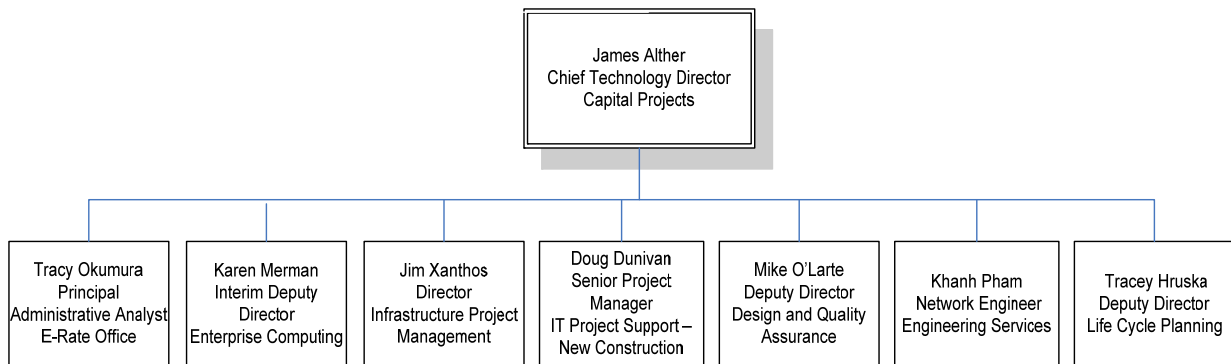 James Alther
Chief Technology Director
Capital Projects
Tracy Okumura
Principal
Administrative Analyst
E-Rate Office
Karen Merman
Interim Deputy
Director
Enterprise Computing
Jim Xanthos
Director
Infrastructure Project
Management
Doug Dunivan
Senior Project
Manager
IT Project Support –
New Construction
Mike O’Larte
Deputy Director
Design and Quality
Assurance
Khanh Pham
Network Engineer
Engineering Services
Tracey Hruska
Deputy Director
Life Cycle Planning